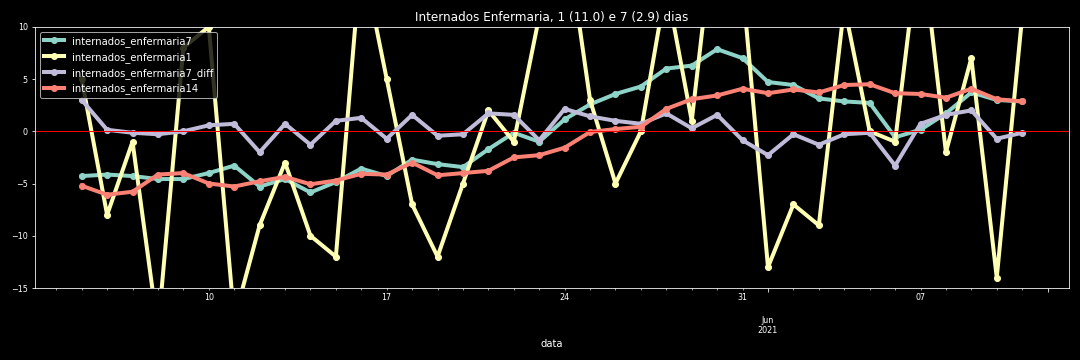 Internados Enfermaria, 1 (11.0) e 7 (2.9) dias
internados_enfermaria7
internados_enfermaria1
internados_enfermaria7_diff
internados_enfermaria14
10
5
0
−5
−10
−15
10
17
24
31
07
Jun
2021
data